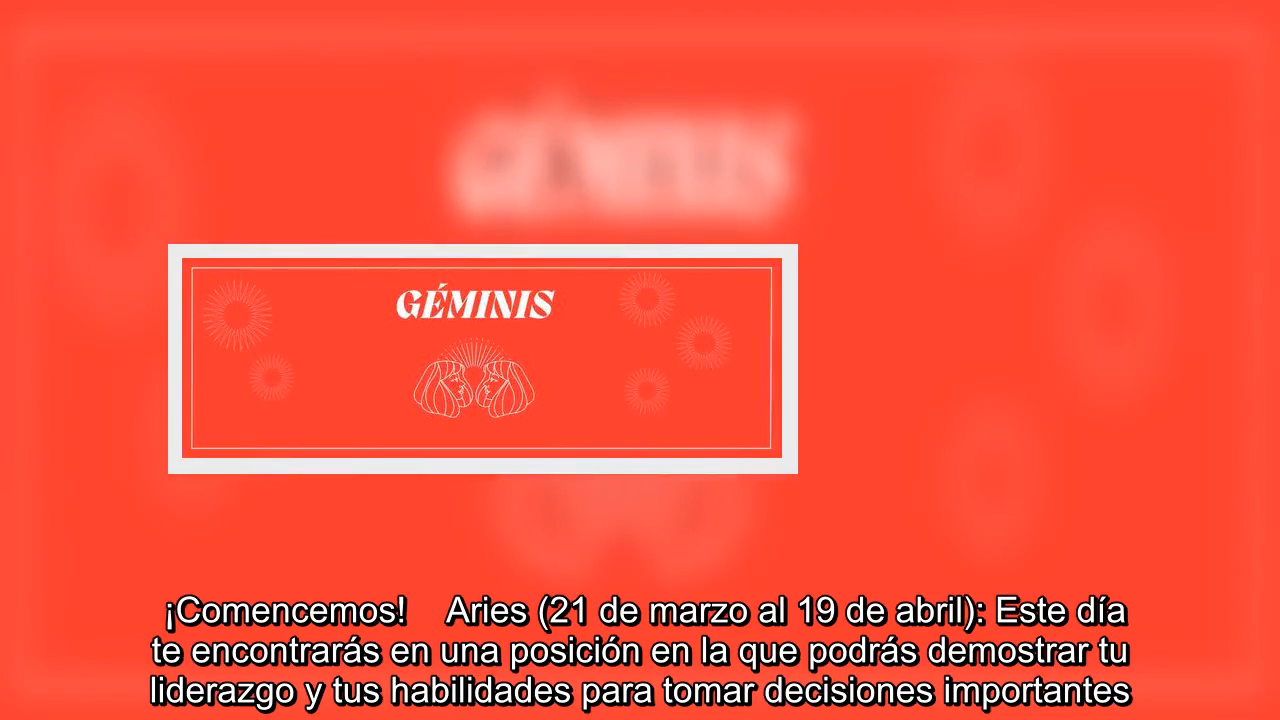 GÉMINIS
GÉMINIS
¡Comencemos! Aries (21 de marzo al 19 de abril): Este día
te encontrarás en una posición en la que podrás demostrar tu
liderazgo y tus habilidades para tomar decisiones importantes